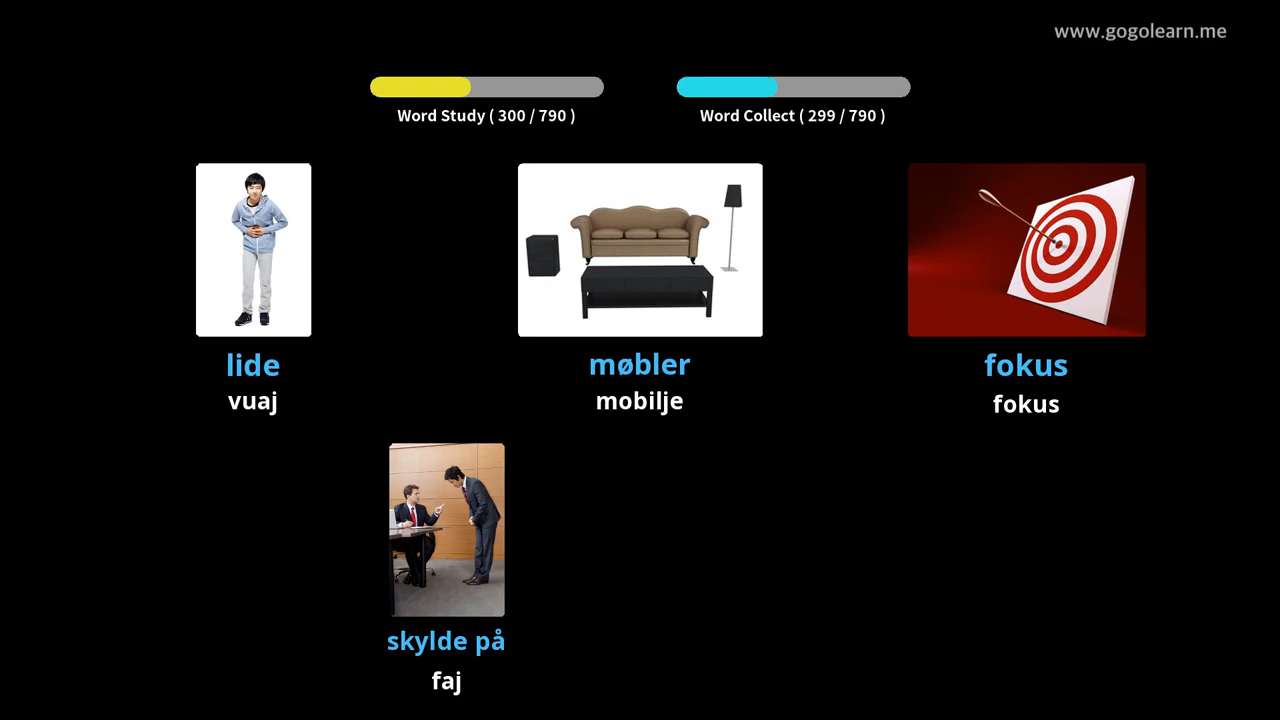 www.gogolearn.me
Word Study ( 300 / 790 )
Word Collect ( 299 / 790 )
lide
vuaj
møbler
mobilje
fokus
fokus
skylde på
faj